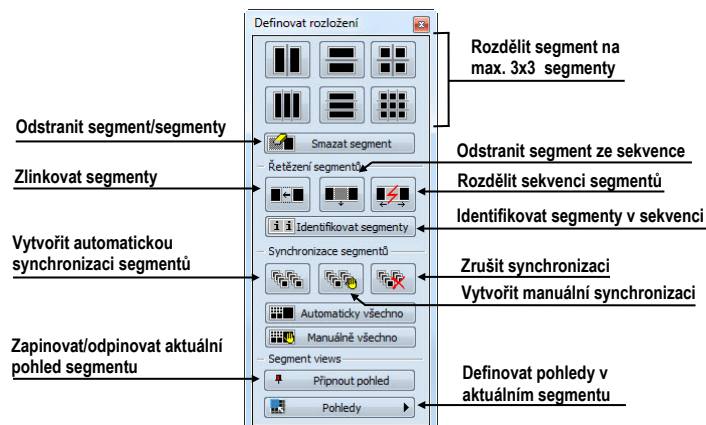 Definovat rozložení
Rozdělit segment na
max. 3x3 segmenty
Odstranit segment/segmenty
Smazat segment
Odstranit segment ze sekvence
Řetězení segmentů
Zlinkovat segmenty
Rozdělit sekvenci segmentů
Identifikovat segmenty
Identifikovat segmenty v sekvenci
Vytvořit automatickou
synchronizaci segmentů
Synchronizace segmentů
Zrušit synchronizaci
Vytvořit manuální synchronizaci
Automaticky všechno
Manuálně všechno
Zapinovat/odpinovat aktuální
pohled segmentu
Segment views
Připnout pohled
Definovat pohledy v
aktuálním segmentu
Pohledy